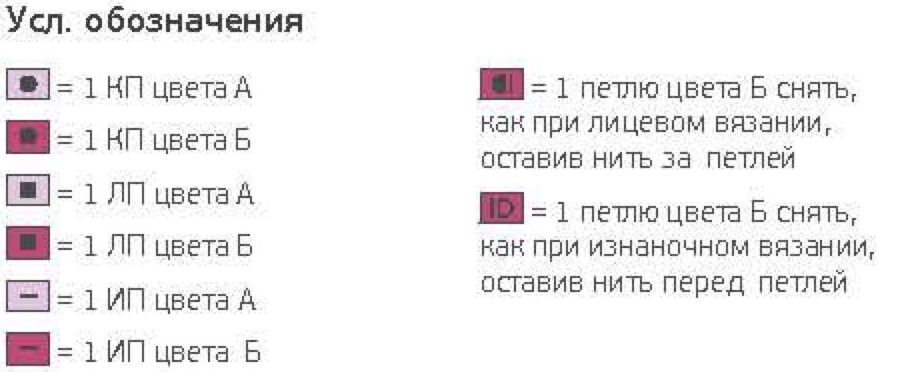 Усл. обозначения
= 1 КП цвета А
= 1 КП цвета Б
= 1 ЛП цвета А
= 1 ЛП цвета Б
= 1 ИП цвета А
= 1 ИП цвета Б
= 1 петлю цвета Б снять,
как при лицевом вязании,
оставив нить за петлей
= 1 петлю цвета Б снять,
как при изнаночном вязании,
оставив нить перед петлей